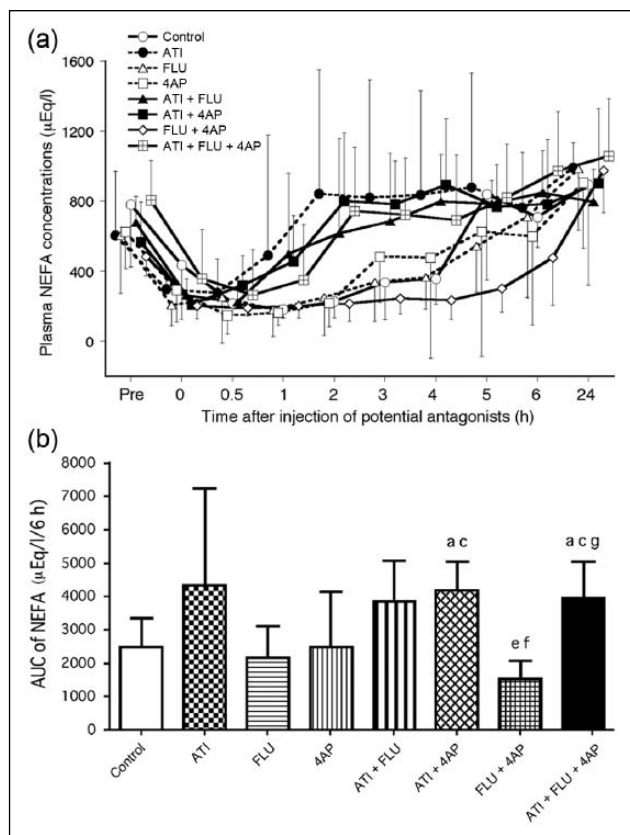 (a)
Control
ATI
FLU
4AP
ATI + FLU
ATI + 4AP
FLU + 4AP
ATI + FLU + 4AP
Plasma NEFA concentrations (μEq/l)
1600
1200
800
400
0
Pre 0 0.5 1 2 3 4 5 6 24
Time after injection of potential antagonists (h)
(b)
AUC of NEFA (μEq/l/6 h)
8000
7000
6000
5000
4000
3000
2000
1000
0
a c
e f
a c g
Control
ATI
FLU
4AP
ATI + FLU
ATI + 4AP
FLU + 4AP
ATI + FLU + 4AP